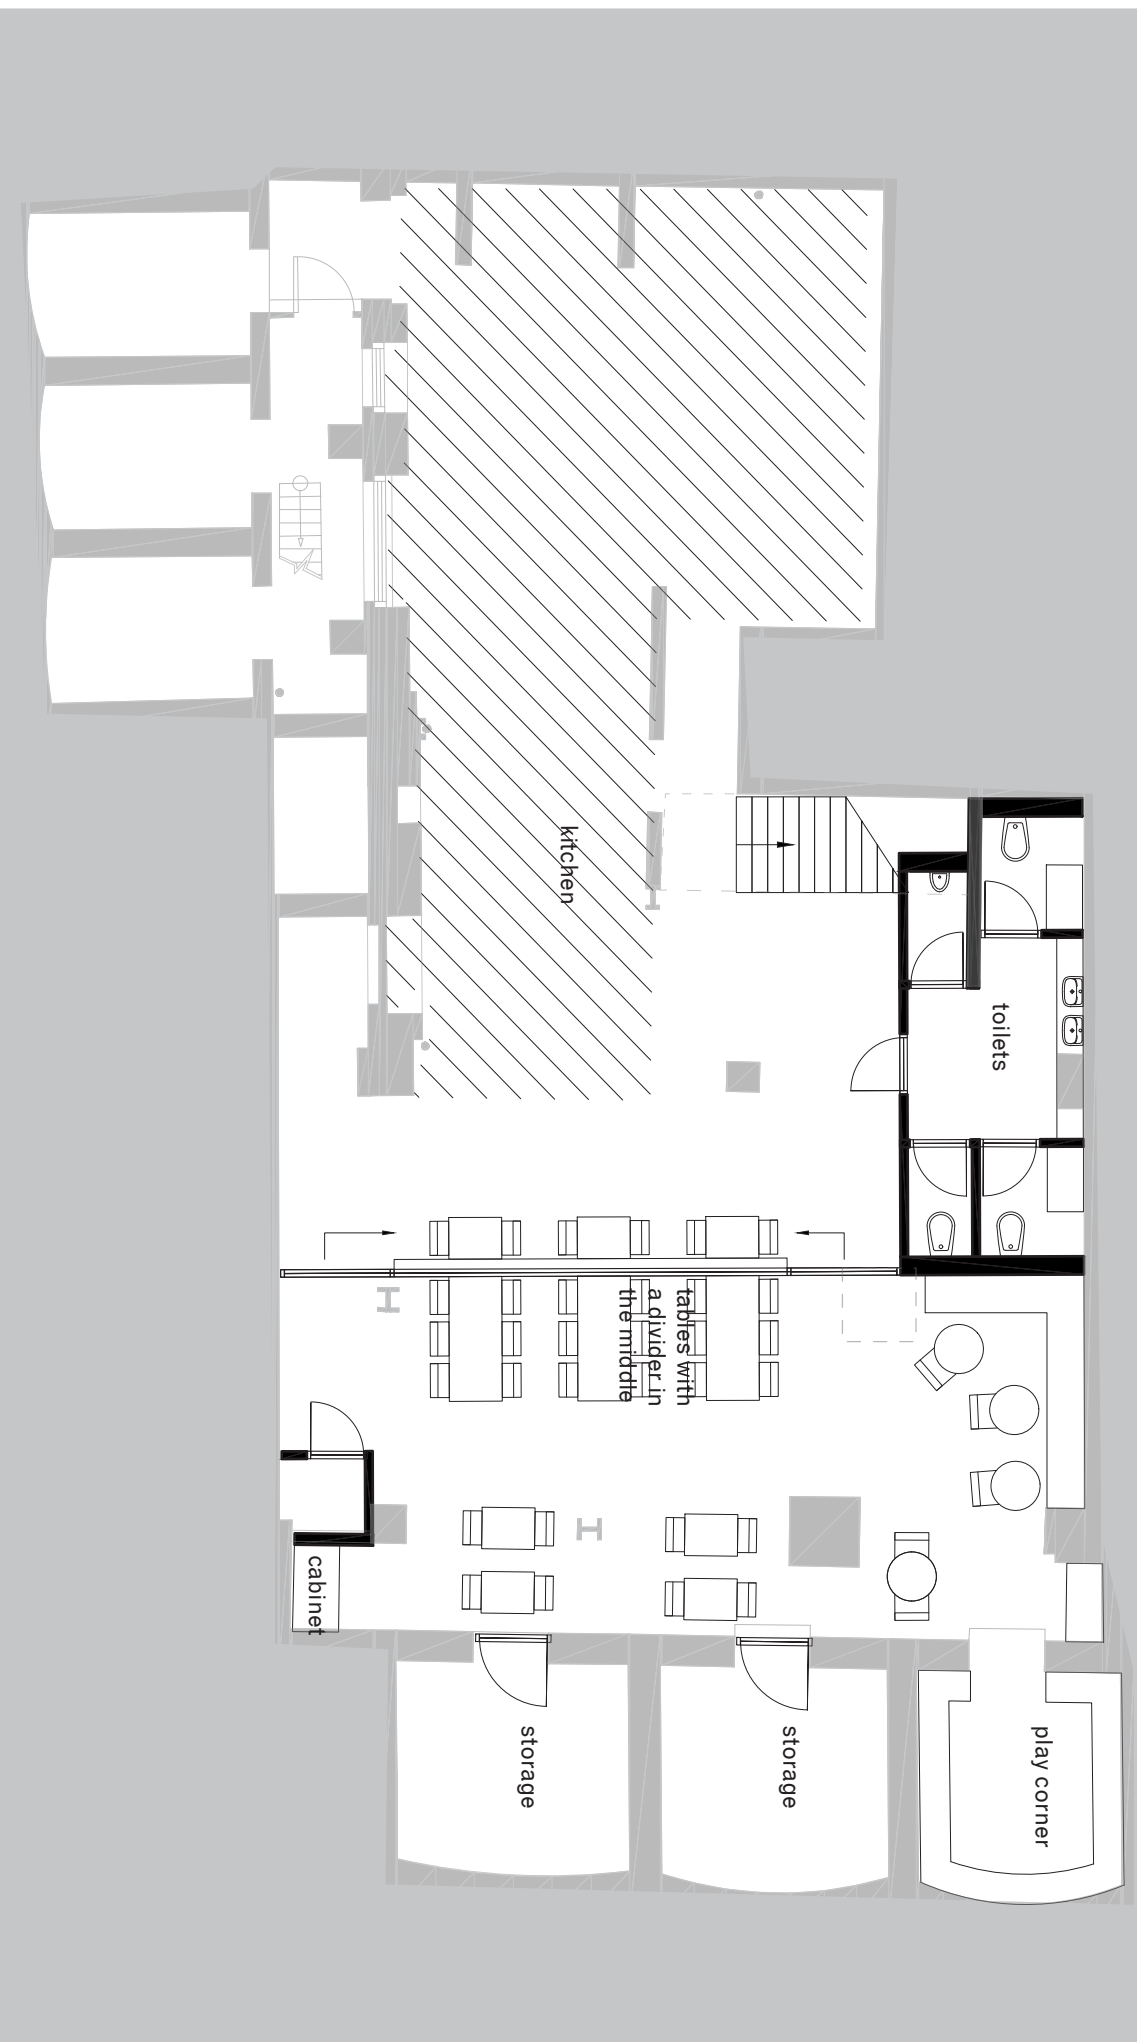 kitchen
toilets
tables with
a divider in
the middle
cabinet
storage
storage
play corner